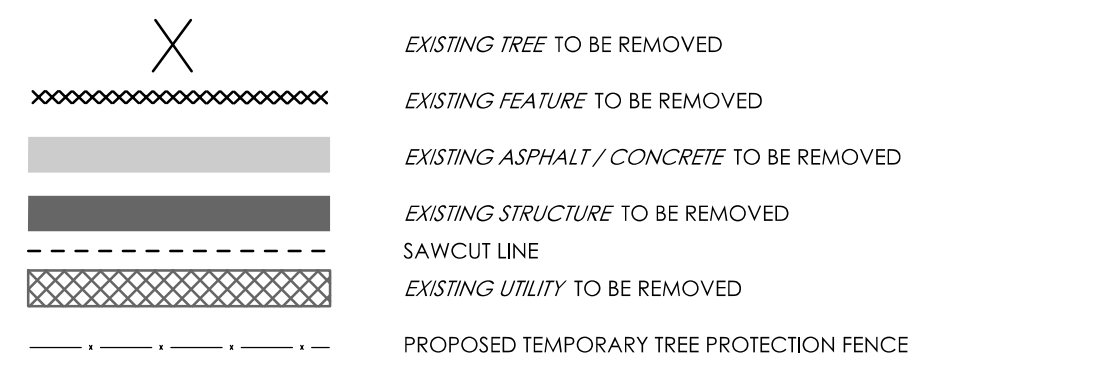 EXISTING TREE TO BE REMOVED
EXISTING FEATURE TO BE REMOVED
EXISTING ASPHALT / CONCRETE TO BE REMOVED
EXISTING STRUCTURE TO BE REMOVED
SAWCUT LINE
EXISTING UTILITY TO BE REMOVED
PROPOSED TEMPORARY TREE PROTECTION FENCE